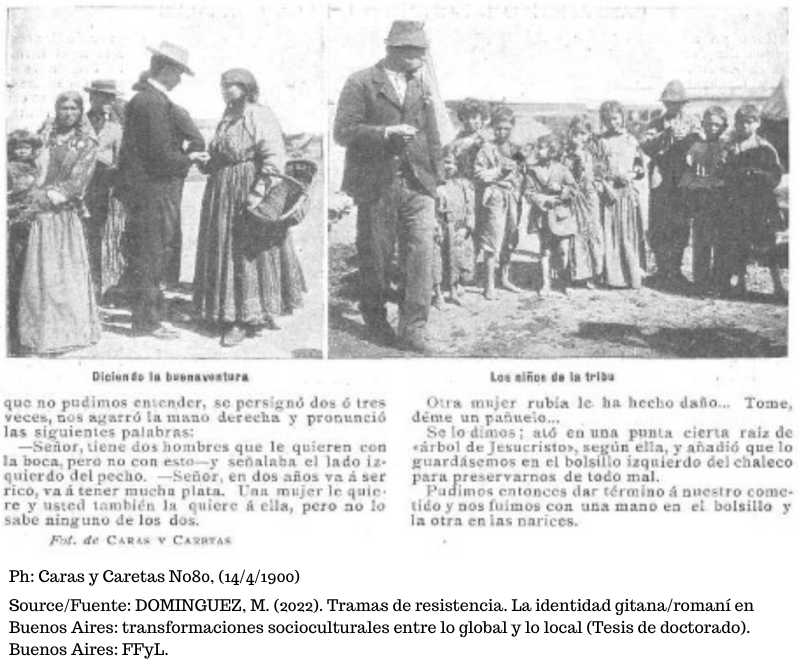 Diciendo la buenaventura
Los niños de la tribu
que no pudimos entender, se persignó dos ó tres
veces, nos agarró la mano derecha y pronunció
las siguientes palabras:
—Señor, tiene dos hombres que le quieren con
la boca, pero no con esto—y señalaba el lado iz-
quierdo del pecho. —Señor, en dos años va á ser
rico, va á tener mucha plata. Una mujer le quie-
re y usted también la quiere á ella, pero no lo
sabe ninguno de los dos.
Fot. de CARAS Y CARETAS
Otra mujer rubia le ha hecho daño... Tome,
déme un pañuelo...
Se lo dimos; ató en una punta cierta raíz de
«árbol de Jesucristo», según ella, y añadió que lo
guardásemos en el bolsillo izquierdo del chaleco
para preservarnos de todo mal.
Pudimos entonces dar término á nuestro come-
tido y nos fuimos con una mano en el bolsillo y
la otra en las narices.
Ph: Caras y Caretas No80, (14/4/1900)
Source/Fuente: DOMINGUEZ, M. (2022). Tramas de resistencia. La identidad gitana/romaní en
Buenos Aires: transformaciones socioculturales entre lo global y lo local (Tesis de doctorado).
Buenos Aires: FFyL.